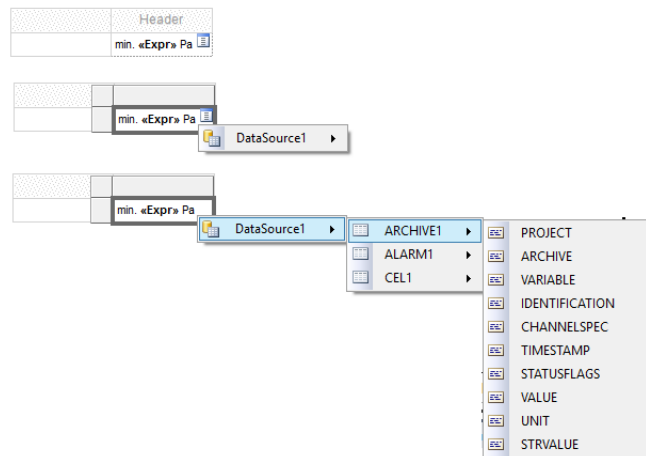 Header
min. «Expr» Pa
min. «Expr» Pa
DataSource1
min. «Expr» Pa
DataSource1
ARCHIVE1
PROJECT
ALARM1
ARCHIVE
CEL1
VARIABLE
IDENTIFICATION
CHANNELSPEC
TIMESTAMP
STATUSFLAGS
VALUE
UNIT
STRVALUE